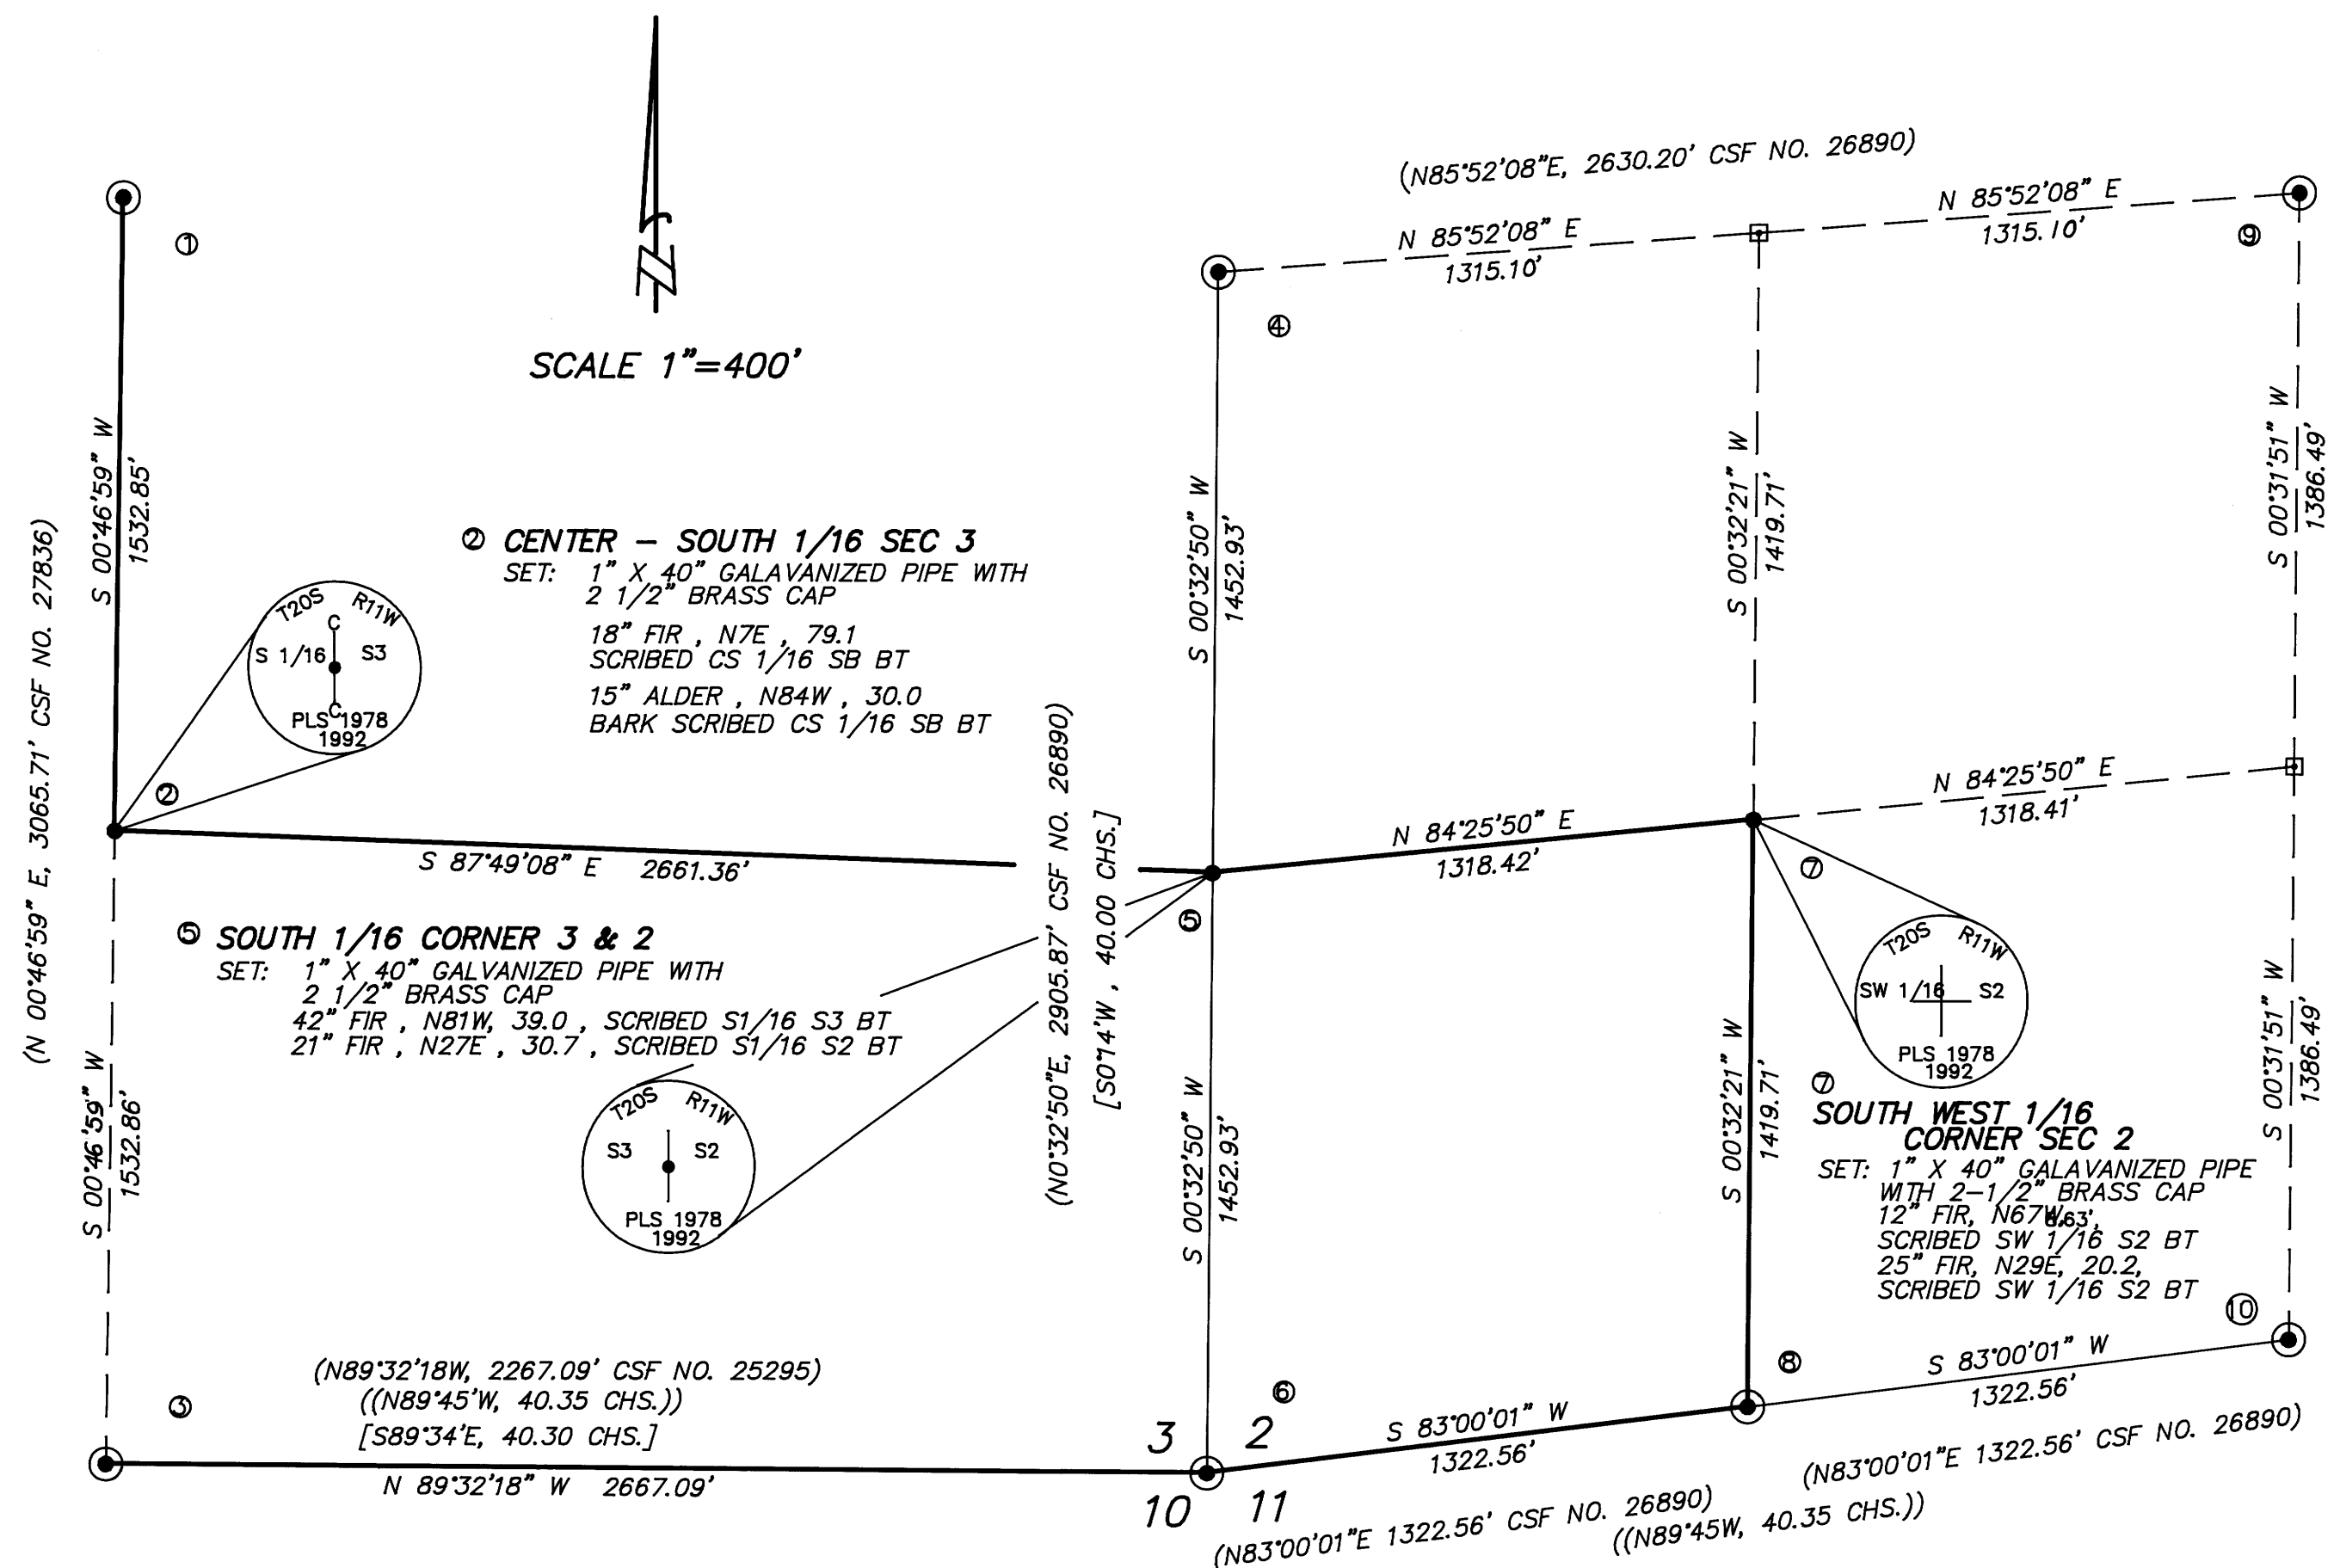 (N85°52'08"E, 2630.20' CSF NO. 26890)
N 85°52'08" E
1315.10'
N 85°52'08" E
1315.10'
①
④
⑨
SCALE 1"=400'
S 00°46'59" W
1532.85'
(N 00°46'59" E, 3065.71' CSF NO. 27836)
② CENTER – SOUTH 1/16 SEC 3
SET: 1" X 40" GALAVANIZED PIPE WITH
2 1/2" BRASS CAP
18" FIR , N7E , 79.1
SCRIBED CS 1/16 SB BT
15" ALDER , N84W , 30.0
BARK SCRIBED CS 1/16 SB BT
T20S R11W
C
S 1/16 S3
C
PLS 1978
1992
②
S 00°32'50" W
1452.93'
S 00°32'21" W
1419.71'
S 00°31'51" W
1386.49'
S 87°49'08" E 2661.36'
N 84°25'50" E
1318.42'
N 84°25'50" E
1318.41'
(N0°32'50"E, 2905.87' CSF NO. 26890)
[S0°14'W , 40.00 CHS.]
⑤
⑦
⑤ SOUTH 1/16 CORNER 3 & 2
SET: 1" X 40" GALVANIZED PIPE WITH
2 1/2" BRASS CAP
42" FIR , N81W, 39.0 , SCRIBED S1/16 S3 BT
21" FIR , N27E , 30.7 , SCRIBED S1/16 S2 BT
T20S R11W
S3 S2
PLS 1978
1992
T20S R11W
SW 1/16 S2
PLS 1978
1992
⑦
SOUTH WEST 1/16
CORNER SEC 2
SET: 1" X 40" GALAVANIZED PIPE
WITH 2-1/2" BRASS CAP
12" FIR, N67W,
SCRIBED SW 1/16 S2 BT
25" FIR, N29E, 20.2,
SCRIBED SW 1/16 S2 BT
S 00°46'59" W
1532.86'
S 00°32'50" W
1452.93'
S 00°32'21" W
1419.71'
S 00°31'51" W
1386.49'
③
(N89°32'18W, 2267.09' CSF NO. 25295)
((N89°45'W, 40.35 CHS.))
[S89°34'E, 40.30 CHS.]
N 89°32'18" W 2667.09'
⑥
⑧
⑩
3 2
10 11
S 83°00'01" W
1322.56'
S 83°00'01" W
1322.56'
(N83°00'01"E 1322.56' CSF NO. 26890)
(N83°00'01"E 1322.56' CSF NO. 26890)
((N89°45W, 40.35 CHS.))